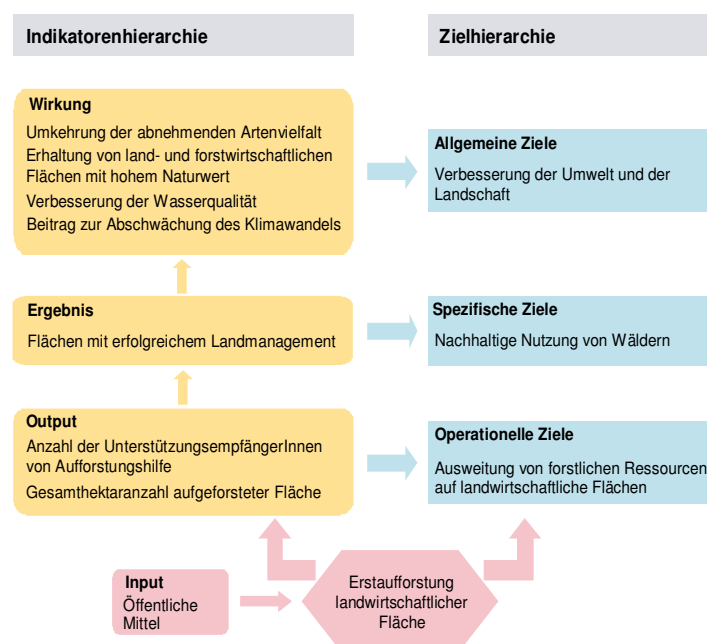 Indikatorenhierarchie
Zielhierarchie
Wirkung
Umkehrung der abnehmenden Artenvielfalt
Erhaltung von land- und forstwirtschaftlichen
Flächen mit hohem Naturwert
Verbesserung der Wasserqualität
Beitrag zur Abschwächung des Klimawandels
Allgemeine Ziele
Verbesserung der Umwelt und der
Landschaft
Ergebnis
Flächen mit erfolgreichem Landmanagement
Spezifische Ziele
Nachhaltige Nutzung von Wäldern
Output
Anzahl der UnterstützungsempfängerInnen
von Aufforstungshilfe
Gesamthektaranzahl aufgeforsteter Fläche
Operationelle Ziele
Ausweitung von forstlichen Ressourcen
auf landwirtschaftliche Flächen
Input
Öffentliche
Mittel
Erstaufforstung
landwirtschaftlicher
Fläche